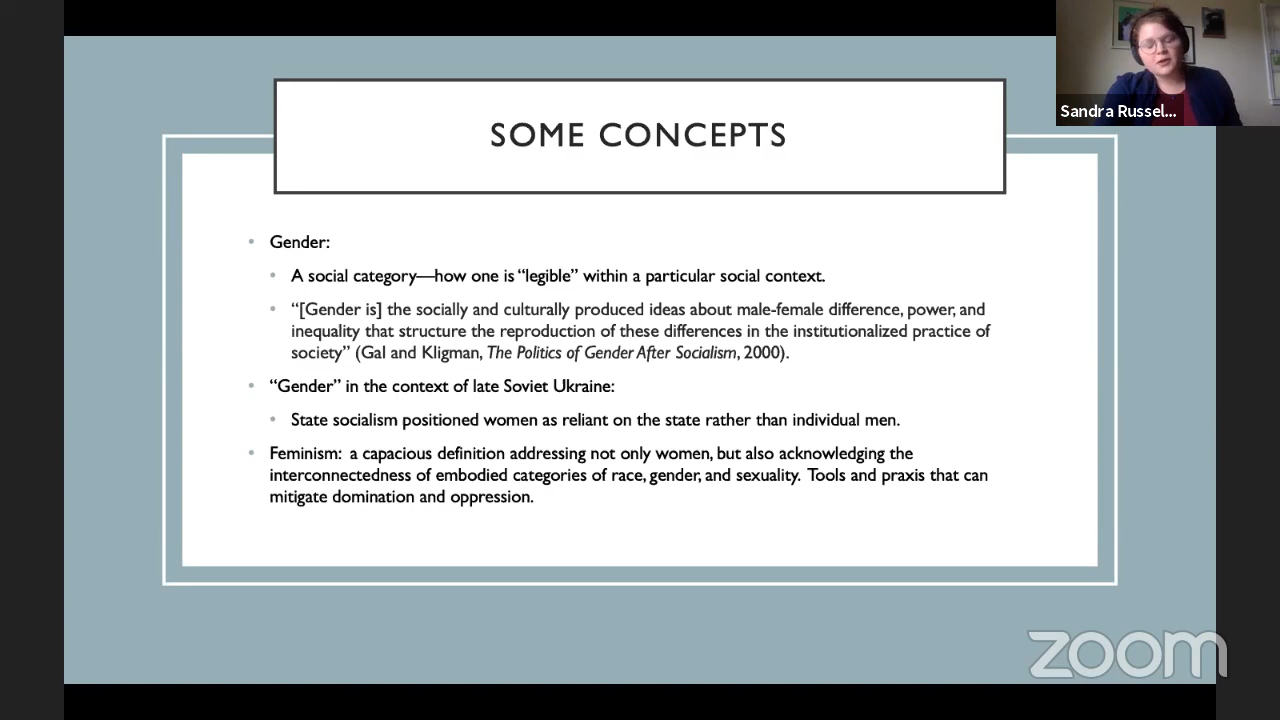 SOME CONCEPTS
Sandra Russel...
• Gender:
• A social category—how one is “legible” within a particular social context.
• “[Gender is] the socially and culturally produced ideas about male-female difference, power, and
inequality that structure the reproduction of these differences in the institutionalized practice of
society” (Gal and Kligman, The Politics of Gender After Socialism, 2000).
• “Gender” in the context of late Soviet Ukraine:
• State socialism positioned women as reliant on the state rather than individual men.
• Feminism: a capacious definition addressing not only women, but also acknowledging the
interconnectedness of embodied categories of race, gender, and sexuality. Tools and praxis that can
mitigate domination and oppression.
zoom